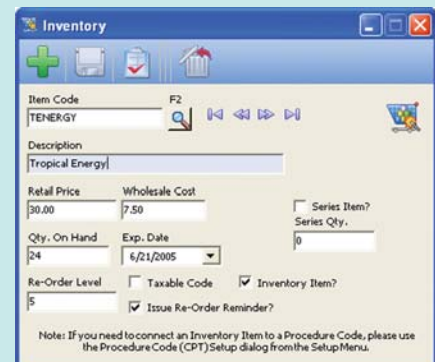 Inventory
Item Code F2
TENERGY
Description
Tropical Energy
Retail Price Wholesale Cost
30.00 7.50
Series Item?
Series Qty.
0
Qty. On Hand Exp. Date
24 6/21/2005
Re-Order Level Taxable Code Inventory Item?
5
Issue Re-Order Reminder?
Note: If you need to connect an Inventory Item to a Procedure Code, please use
the Procedure Code (CPT) Setup dialog from the Setup Menu.